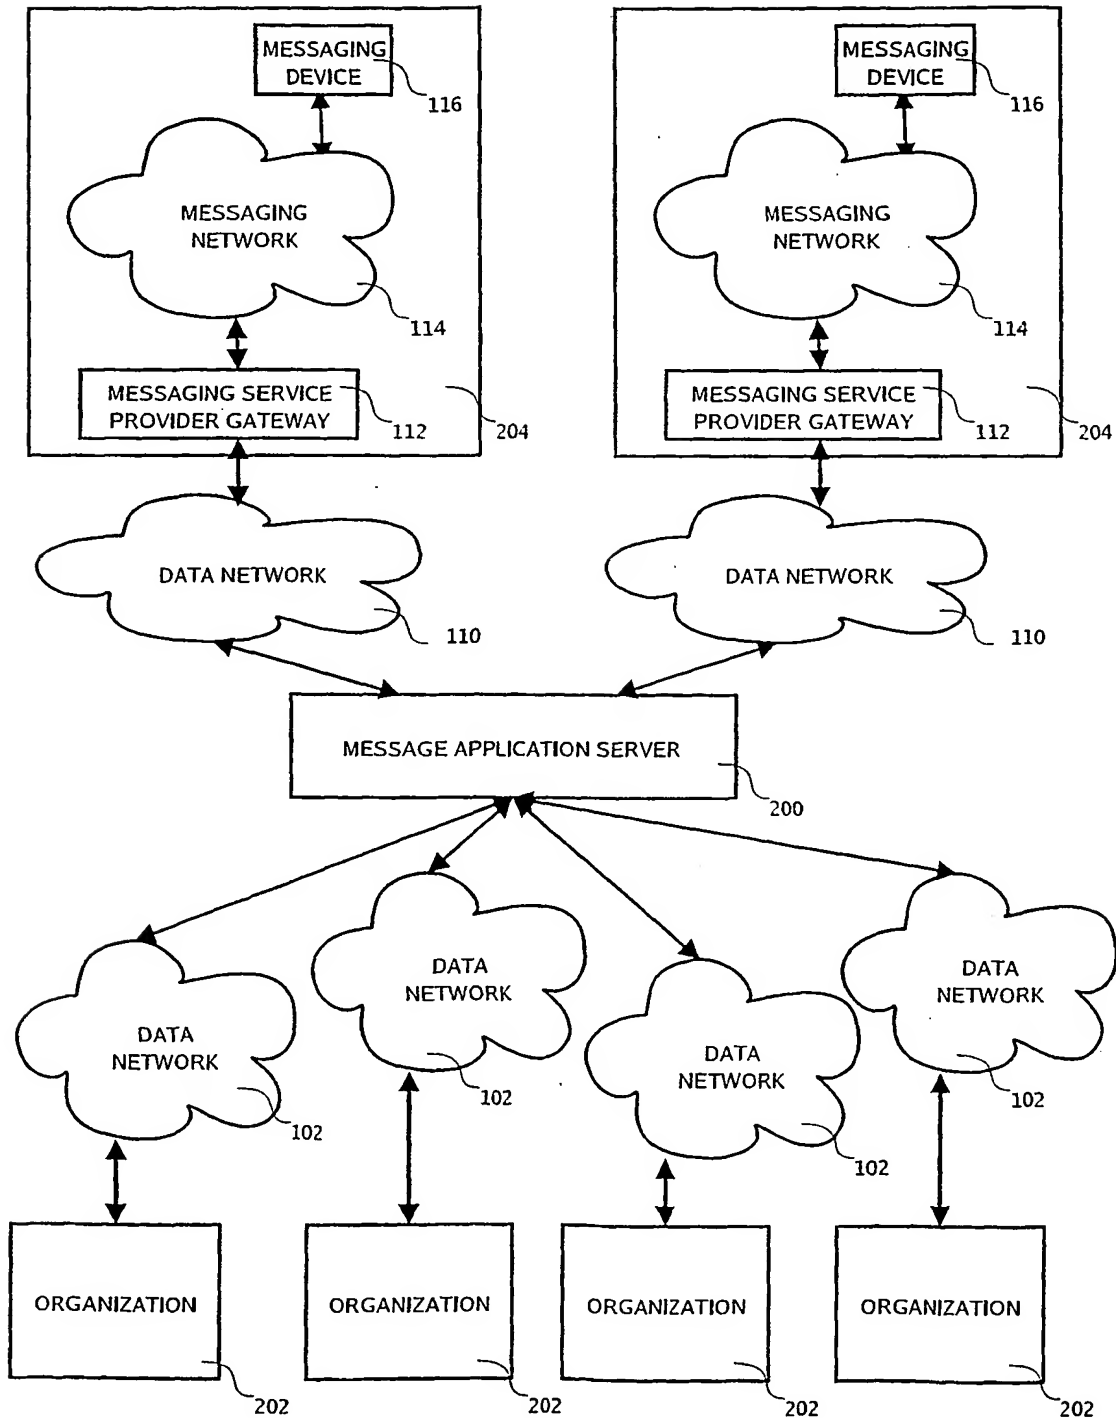 MESSAGING
DEVICE
116
MESSAGING
DEVICE
116
MESSAGING
NETWORK
114
MESSAGING
NETWORK
114
MESSAGING SERVICE
PROVIDER GATEWAY
112
204
MESSAGING SERVICE
PROVIDER GATEWAY
112
204
DATA NETWORK
110
DATA NETWORK
110
MESSAGE APPLICATION SERVER
200
DATA
NETWORK
102
DATA
NETWORK
102
DATA
NETWORK
102
DATA
NETWORK
102
ORGANIZATION
202
ORGANIZATION
202
ORGANIZATION
202
ORGANIZATION
202